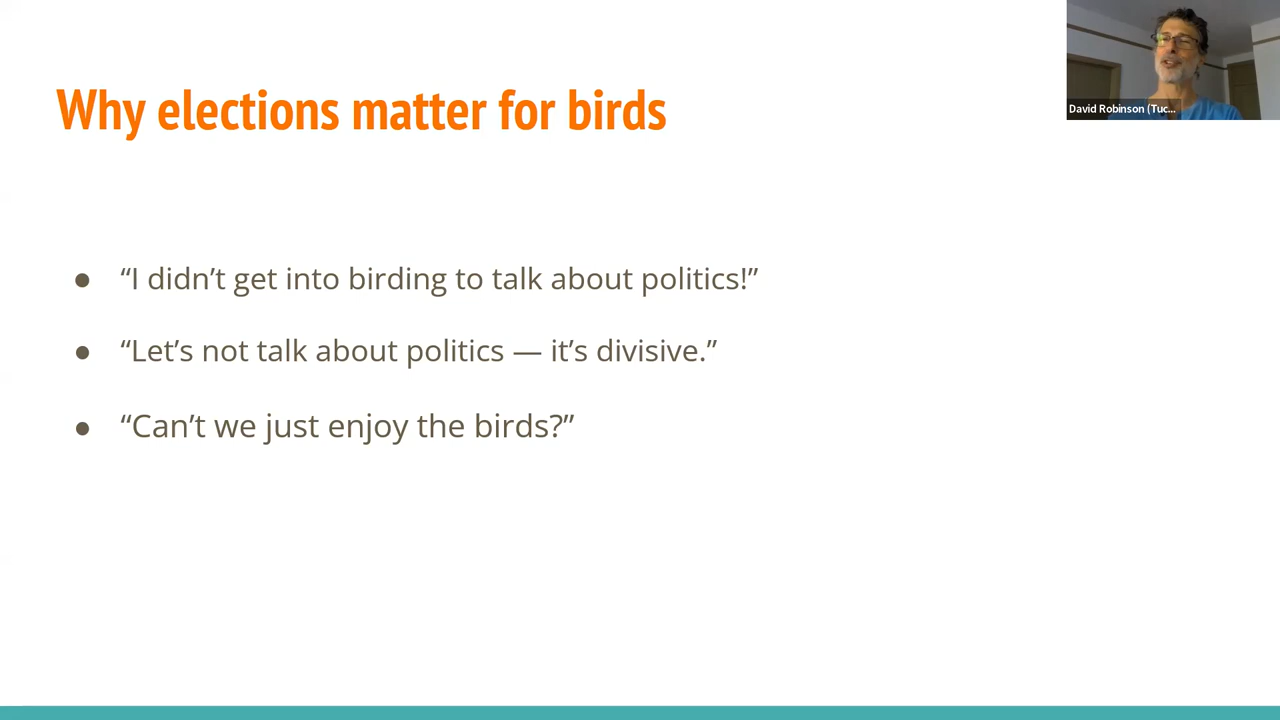 Why elections matter for birds
David Robinson (Tuc...
● “I didn’t get into birding to talk about politics!”
● “Let’s not talk about politics — it’s divisive.”
● “Can’t we just enjoy the birds?”